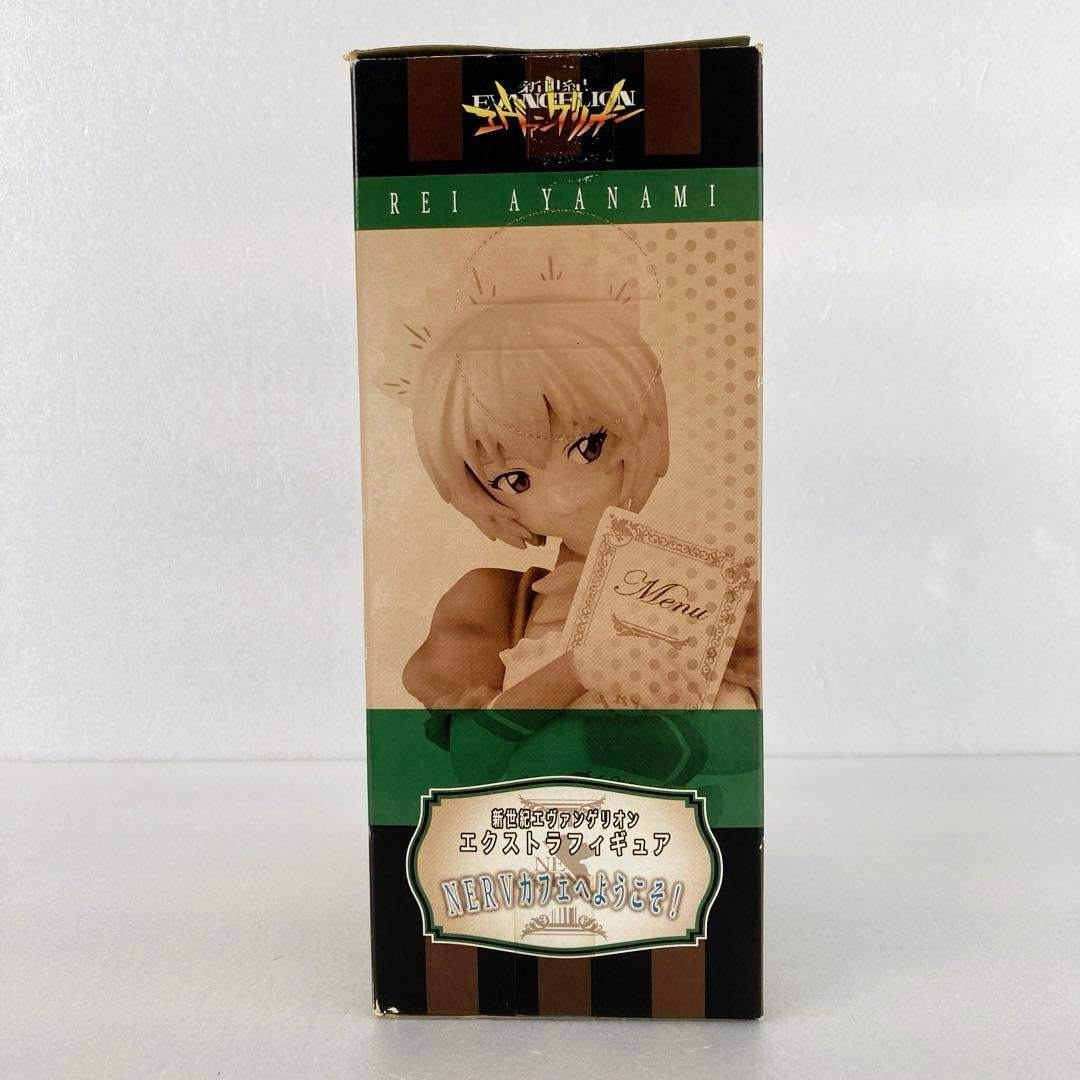 新世紀
EVANGELION
エヴァンゲリオン
REI AYANAMI
Menu
新世紀エヴァンゲリオン
エクストラフィギュア
NERVカフェへようこそ!